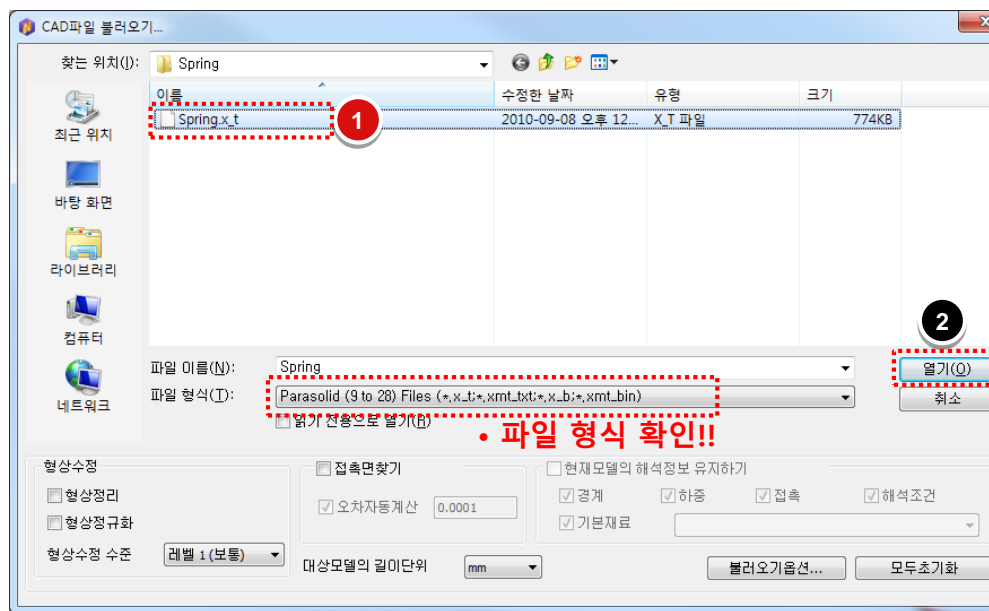 CAD파일 불러오기...
찾는 위치(I): Spring
이름 수정한 날짜 유형 크기
Spring.x_t 1 2010-09-08 오후 12... X_T 파일 774KB
최근 위치
바탕 화면
라이브러리
컴퓨터
네트워크
2
파일 이름(N): Spring 열기(O)
파일 형식(T): Parasolid (9 to 28) Files (*.x_t;*.xmt_txt;*.x_b;*.xmt_bin) 취소
읽기 전용으로 열기(R)
• 파일 형식 확인!!
형상수정 접촉면찾기 현재모델의 해석정보 유지하기
형상정리 오차자동계산 0.0001 경계 하중 접촉 해석조건
형상정규화 기본재료
형상수정 수준 레벨 1 (보통) 대상모델의 길이단위 mm 불러오기옵션... 모두초기화